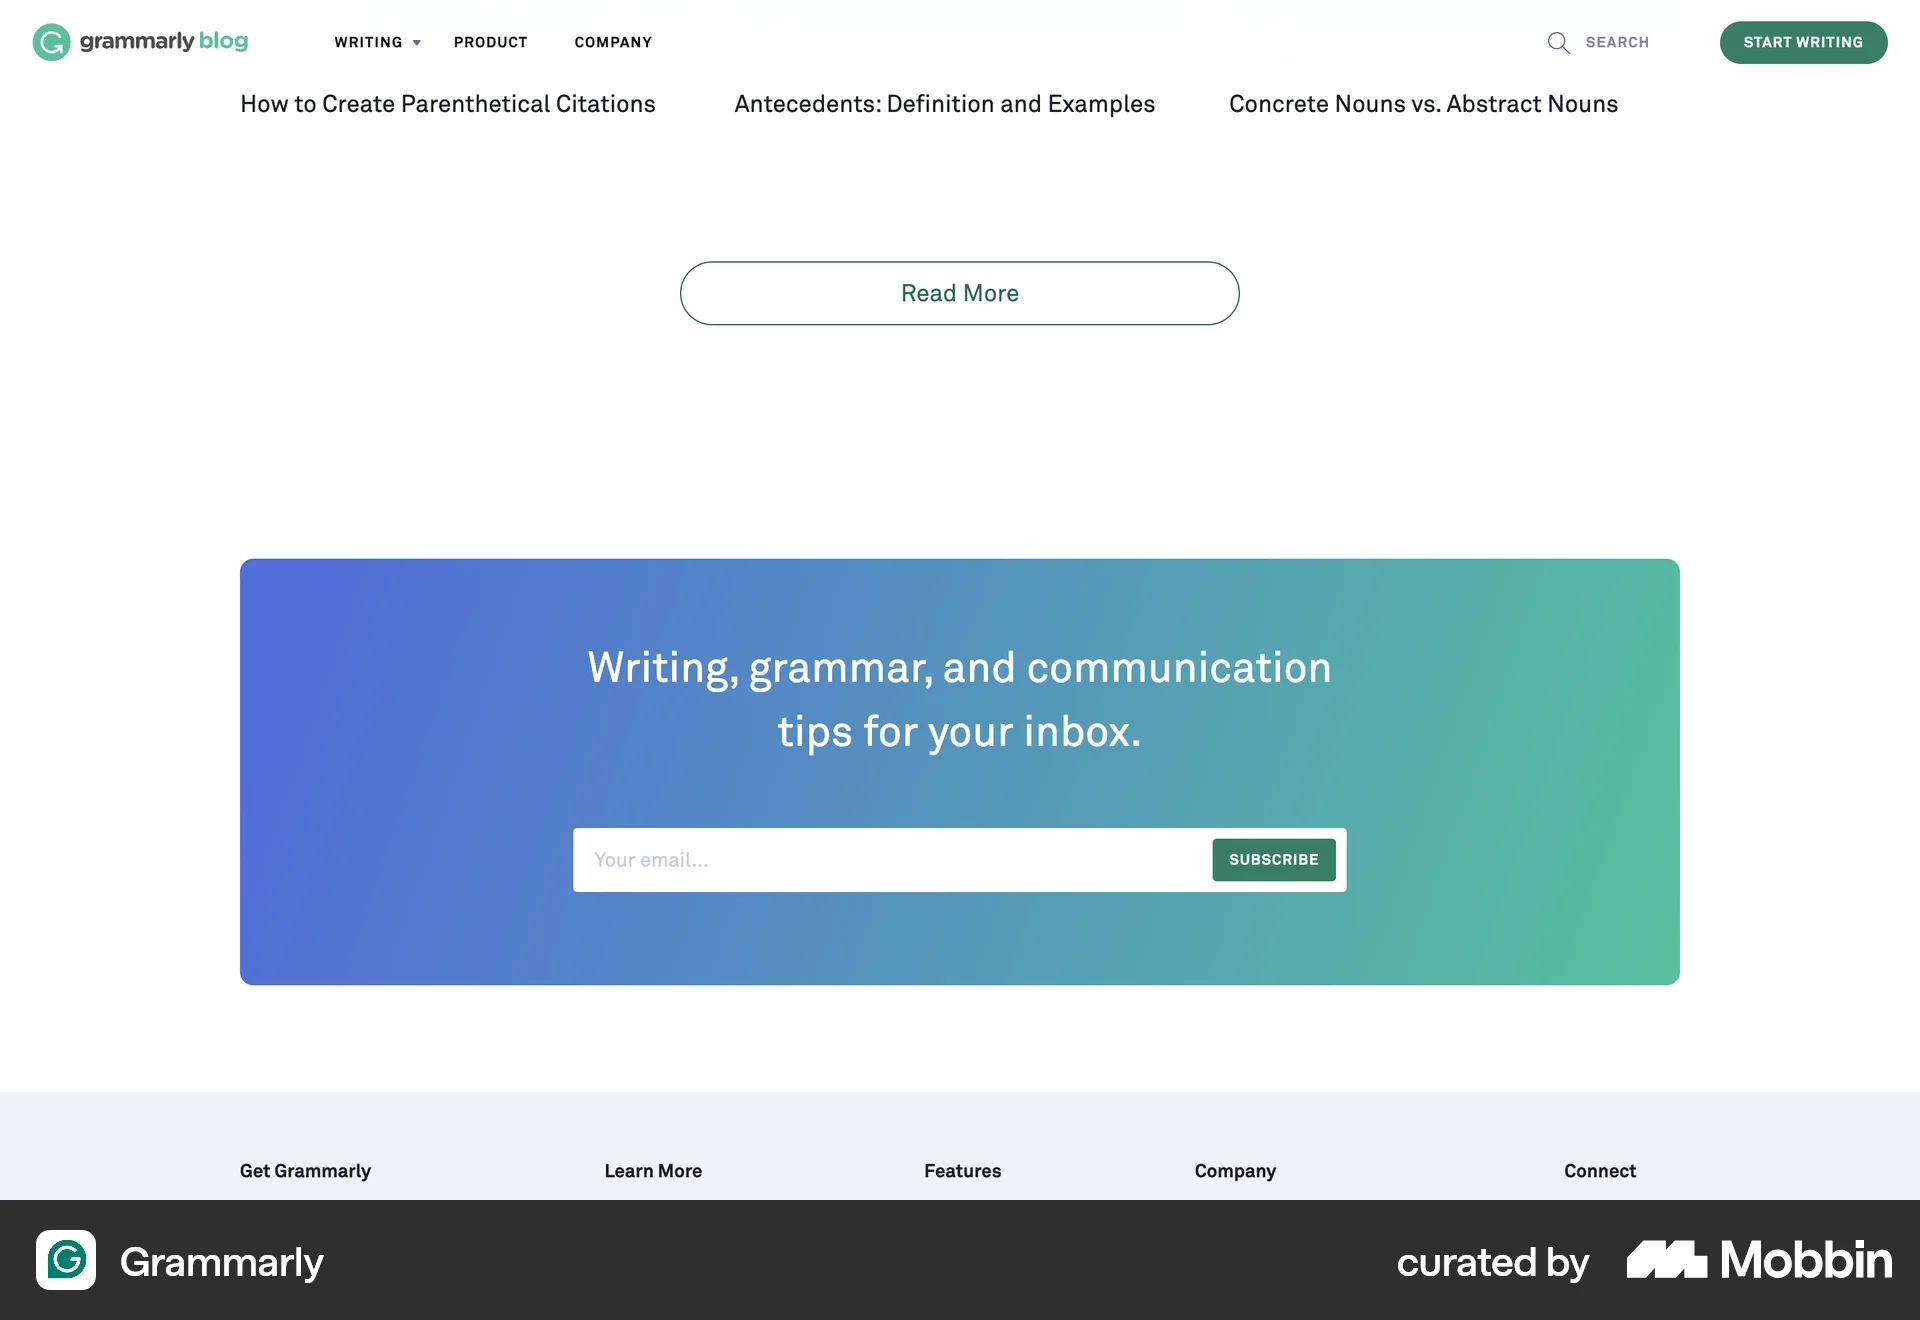 grammarly blog
WRITING
PRODUCT
COMPANY
SEARCH
START WRITING
How to Create Parenthetical Citations
Antecedents: Definition and Examples
Concrete Nouns vs. Abstract Nouns
Read More
Writing, grammar, and communication
tips for your inbox.
Your email...
SUBSCRIBE
Get Grammarly
Learn More
Features
Company
Connect
Grammarly
curated by
Mobbin